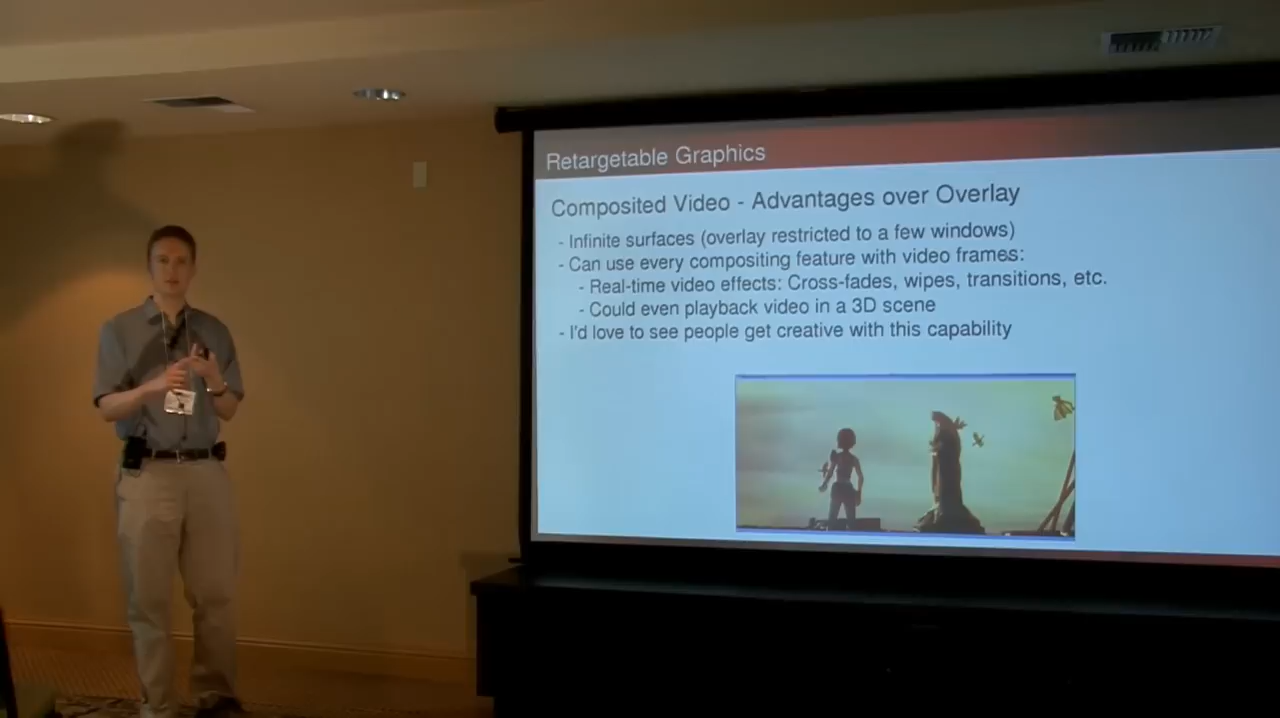 Retargetable Graphics
Composited Video - Advantages over Overlay
- Infinite surfaces (overlay restricted to a few windows)
- Can use every compositing feature with video frames:
- Real-time video effects: Cross-fades, wipes, transitions, etc.
- Could even playback video in a 3D scene
- I'd love to see people get creative with this capability